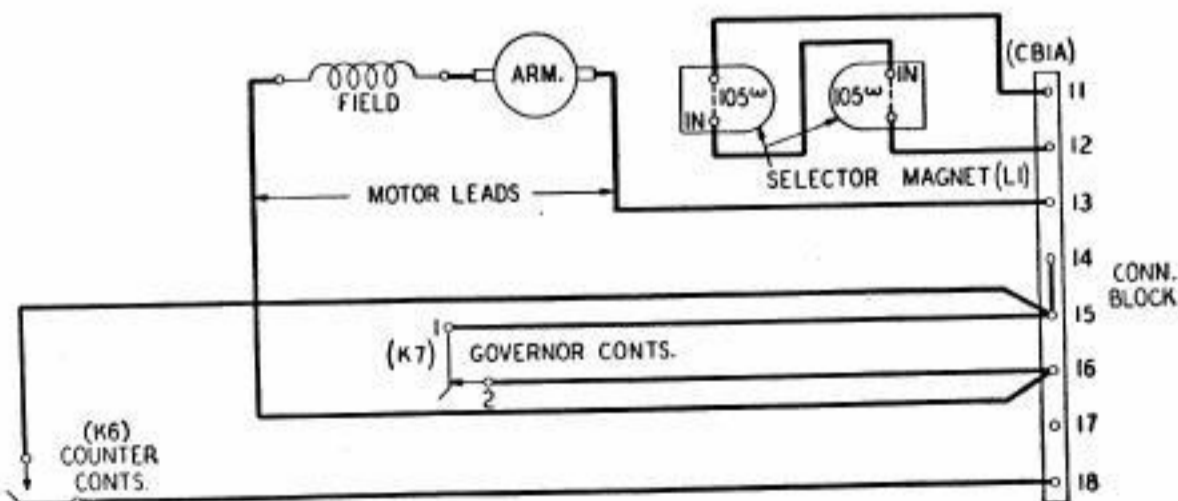 (CB1A)
ARM.
FIELD
IN
105ω
105ω
IN
11
12
SELECTOR MAGNET (L1)
MOTOR LEADS
13
14
CONN.
BLOCK
15
1
(K7)
GOVERNOR CONTS.
2
16
17
(K6)
COUNTER
CONTS.
18